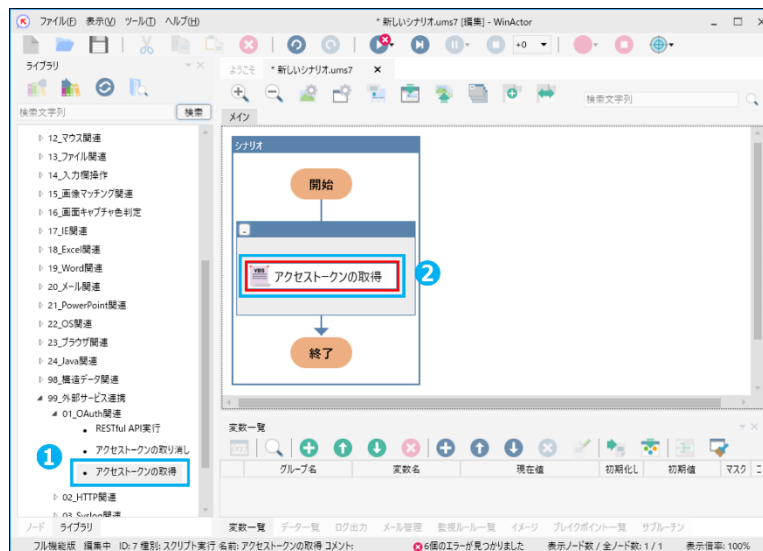 ファイル(F) 表示(V) ツール(T) ヘルプ(H)
* 新しいシナリオ.ums7 [編集] - WinActor
+0
ライブラリ
ようこそ
* 新しいシナリオ.ums7
検索文字列
検索
検索文字列
メイン
12_マウス関連
13_ファイル関連
14_入力欄操作
15_画像マッチング関連
16_画面キャプチャ色判定
17_IE関連
18_Excel関連
19_Word関連
20_メール関連
21_PowerPoint関連
22_OS関連
23_ブラウザ関連
24_Java関連
98_構造データ関連
99_外部サービス連携
01_OAuth関連
RESTful API実行
アクセストークンの取り消し
1
アクセストークンの取得
02_HTTP関連
03_Syslog関連
ノード ライブラリ
シナリオ
開始
VBS
アクセストークンの取得
2
終了
変数一覧
グループ名 変数名 現在値 初期化し 初期値 マスク コ
変数一覧 データ一覧 ログ出力 メール管理 監視ルール一覧 イメージ ブレイクポイント一覧 サブルーチン
フル機能版 編集中 ID: 7 種別: スクリプト実行 名前: アクセストークンの取得 コメント:
6個のエラーが見つかりました
表示ノード数 / 全ノード数: 1 / 1
表示倍率: 100%